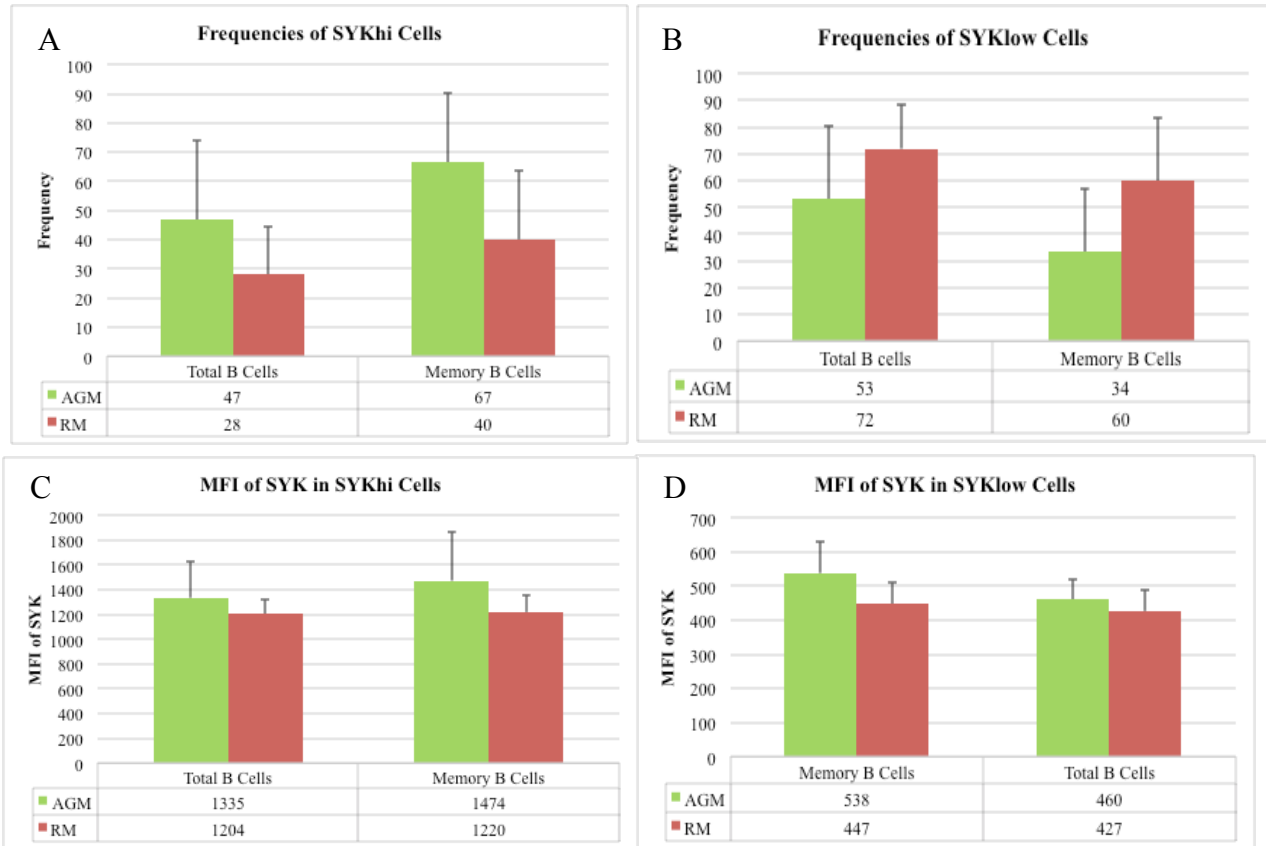 A
Frequencies of SYKhi Cells
Frequency
100
90
80
70
60
50
40
30
20
10
0
Total B Cells Memory B Cells
AGM 47 67
RM 28 40
B
Frequencies of SYKlow Cells
Frequency
100
90
80
70
60
50
40
30
20
10
0
Total B cells Memory B Cells
AGM 53 34
RM 72 60
C
MFI of SYK in SYKhi Cells
MFI of SYK
2000
1800
1600
1400
1200
1000
800
600
400
200
0
Total B Cells Memory B Cells
AGM 1335 1474
RM 1204 1220
D
MFI of SYK in SYKlow Cells
MFI of SYK
700
600
500
400
300
200
100
0
Memory B Cells Total B Cells
AGM 538 460
RM 447 427